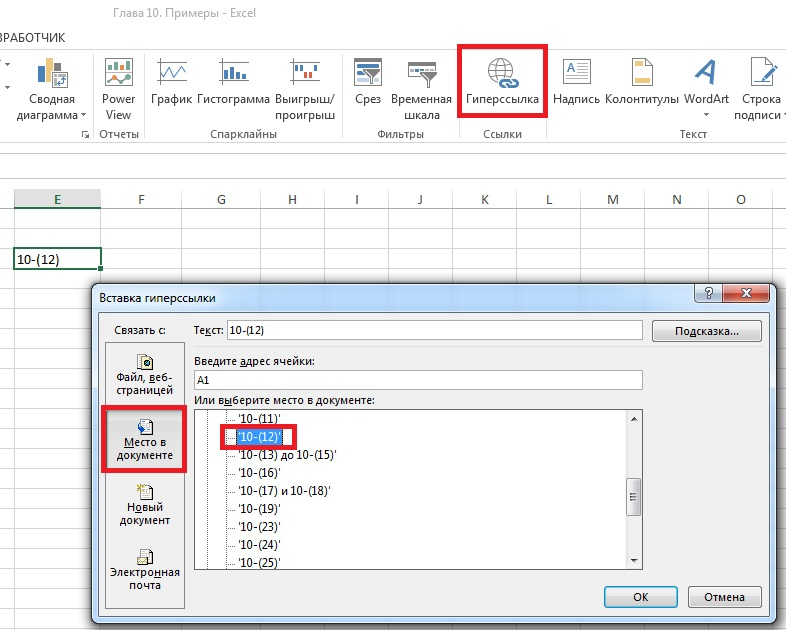 Глава 10. Примеры - Excel
ЗРАБОТЧИК
Сводная диаграмма
Power View
График
Гистограмма
Выигрыш/проигрыш
Срез
Временная шкала
Гиперссылка
Надпись
Колонтитулы
WordArt
Строка подписи
Отчеты
Спарклайны
Фильтры
Ссылки
Текст
E F G H I J K L M N O
10-(12)
Вставка гиперссылки
Связать с:
Текст: 10-(12)
Подсказка...
Файл, веб-страницей
Место в документе
Новый документ
Электронная почта
Введите адрес ячейки:
A1
Или выберите место в документе:
'10-(11)'
'10-(12)'
'10-(13) до 10-(15)'
'10-(16)'
'10-(17) и 10-(18)'
'10-(19)'
'10-(23)'
'10-(24)'
'10-(25)'
ОК
Отмена